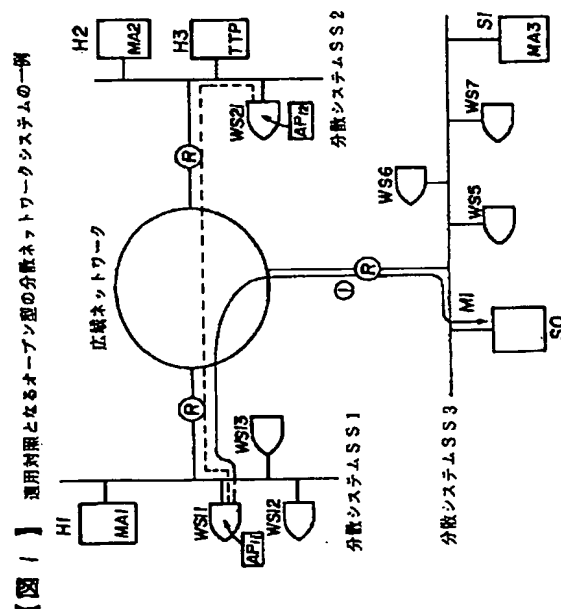 【図 1 】 適用対照となるオープン型の分散ネットワークシステムの一例
H1
MA1
WS11
AP11
WS12
WS13
分散システムSS1
R
広域ネットワーク
R
H2
MA2
H3
TTP
WS21
AP12
分散システムSS2
①
R
M1
S0
分散システムSS3
WS5
WS6
WS7
S1
MA3